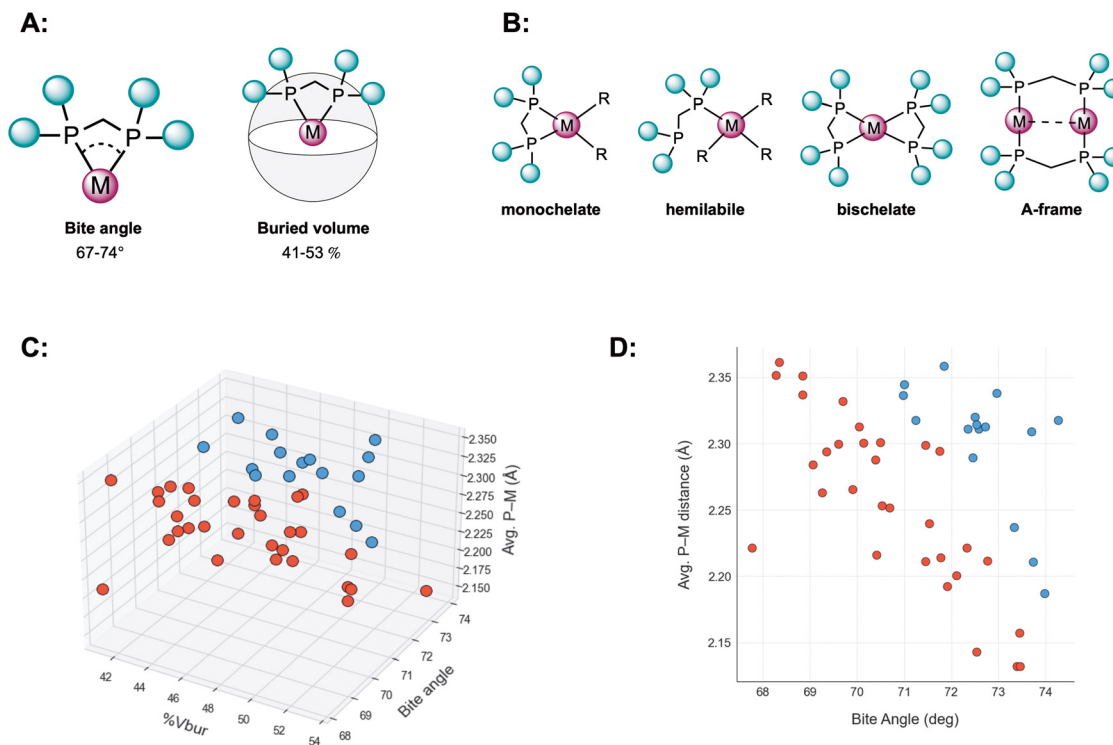 A:
B:
P
P
M
P
P
M
Bite angle
67-74°
Buried volume
41-53 %
P
P
M
R
R
monochelate
P
P
M
R
R
R
hemilabile
P
P
M
P
P
bischelate
P
P
M
M
P
P
A-frame
C:
D:
2.350
2.325
2.300
2.275
2.250
2.225
2.200
2.175
2.150
Avg. P–M (Å)
42
44
46
48
50
52
54
%Vbur
68
69
70
71
72
73
74
Bite angle
2.35
2.30
2.25
2.20
2.15
Avg. P–M distance (Å)
68
69
70
71
72
73
74
Bite Angle (deg)